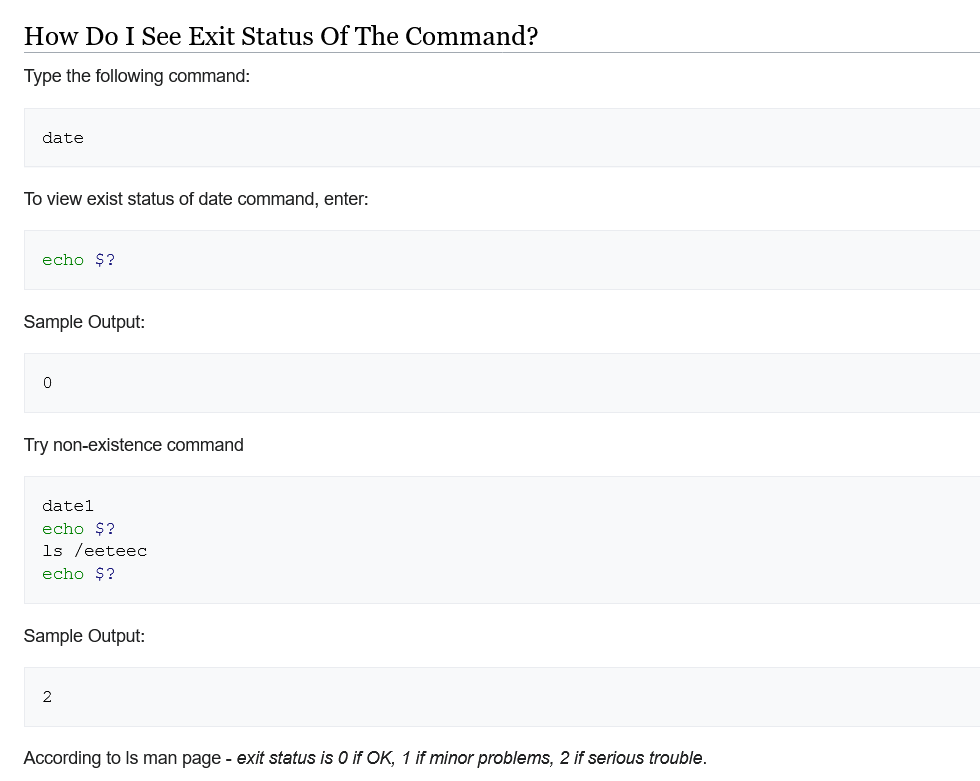 How Do I See Exit Status Of The Command?
Type the following command:
date
To view exist status of date command, enter:
echo $?
Sample Output:
0
Try non-existence command
date1
echo $?
ls /eeteec
echo $?
Sample Output:
2
According to ls man page - exit status is 0 if OK, 1 if minor problems, 2 if serious trouble.